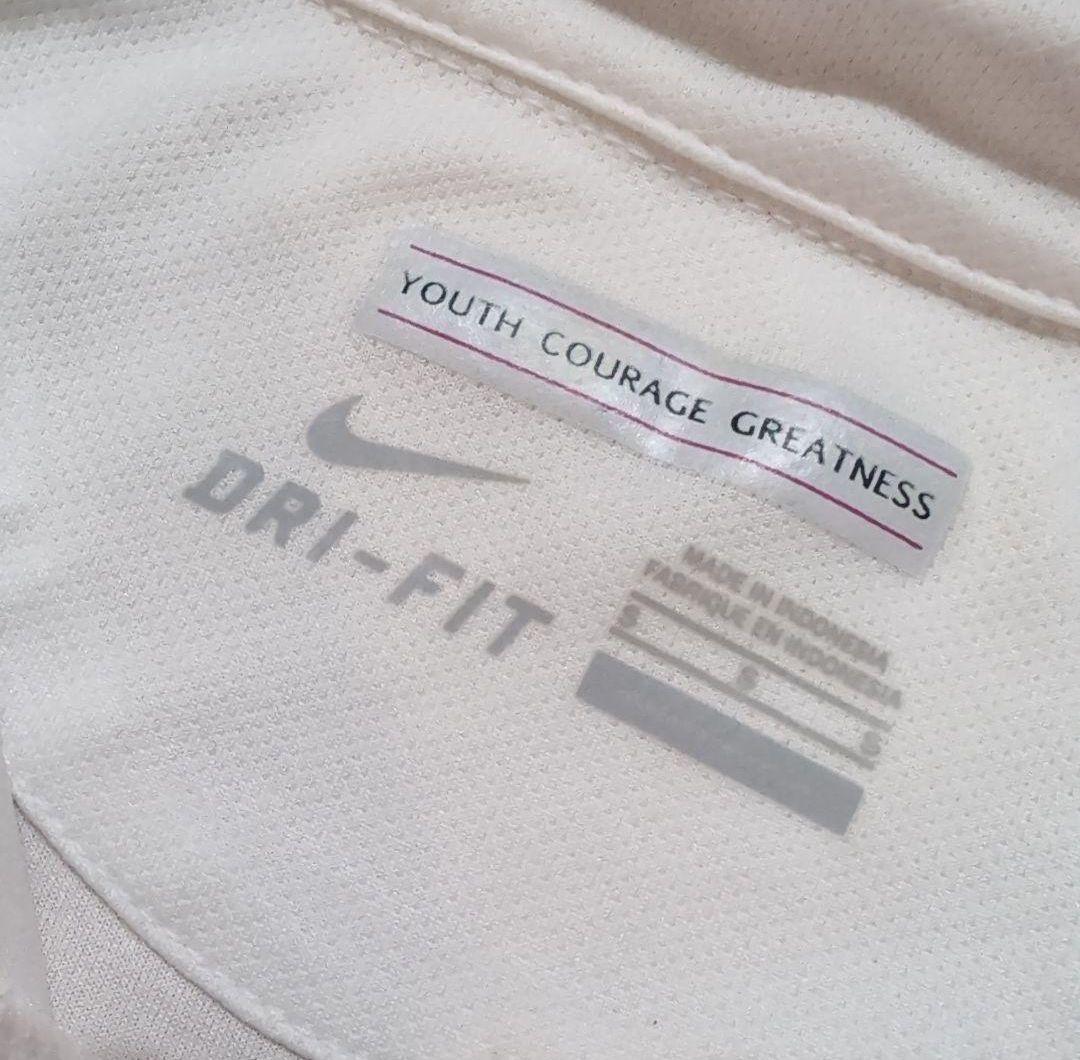 YOUTH COURAGE GREATNESS
DRI-FIT
MADE IN INDONESIA
FABRIQUE EN INDONESIA
S S S